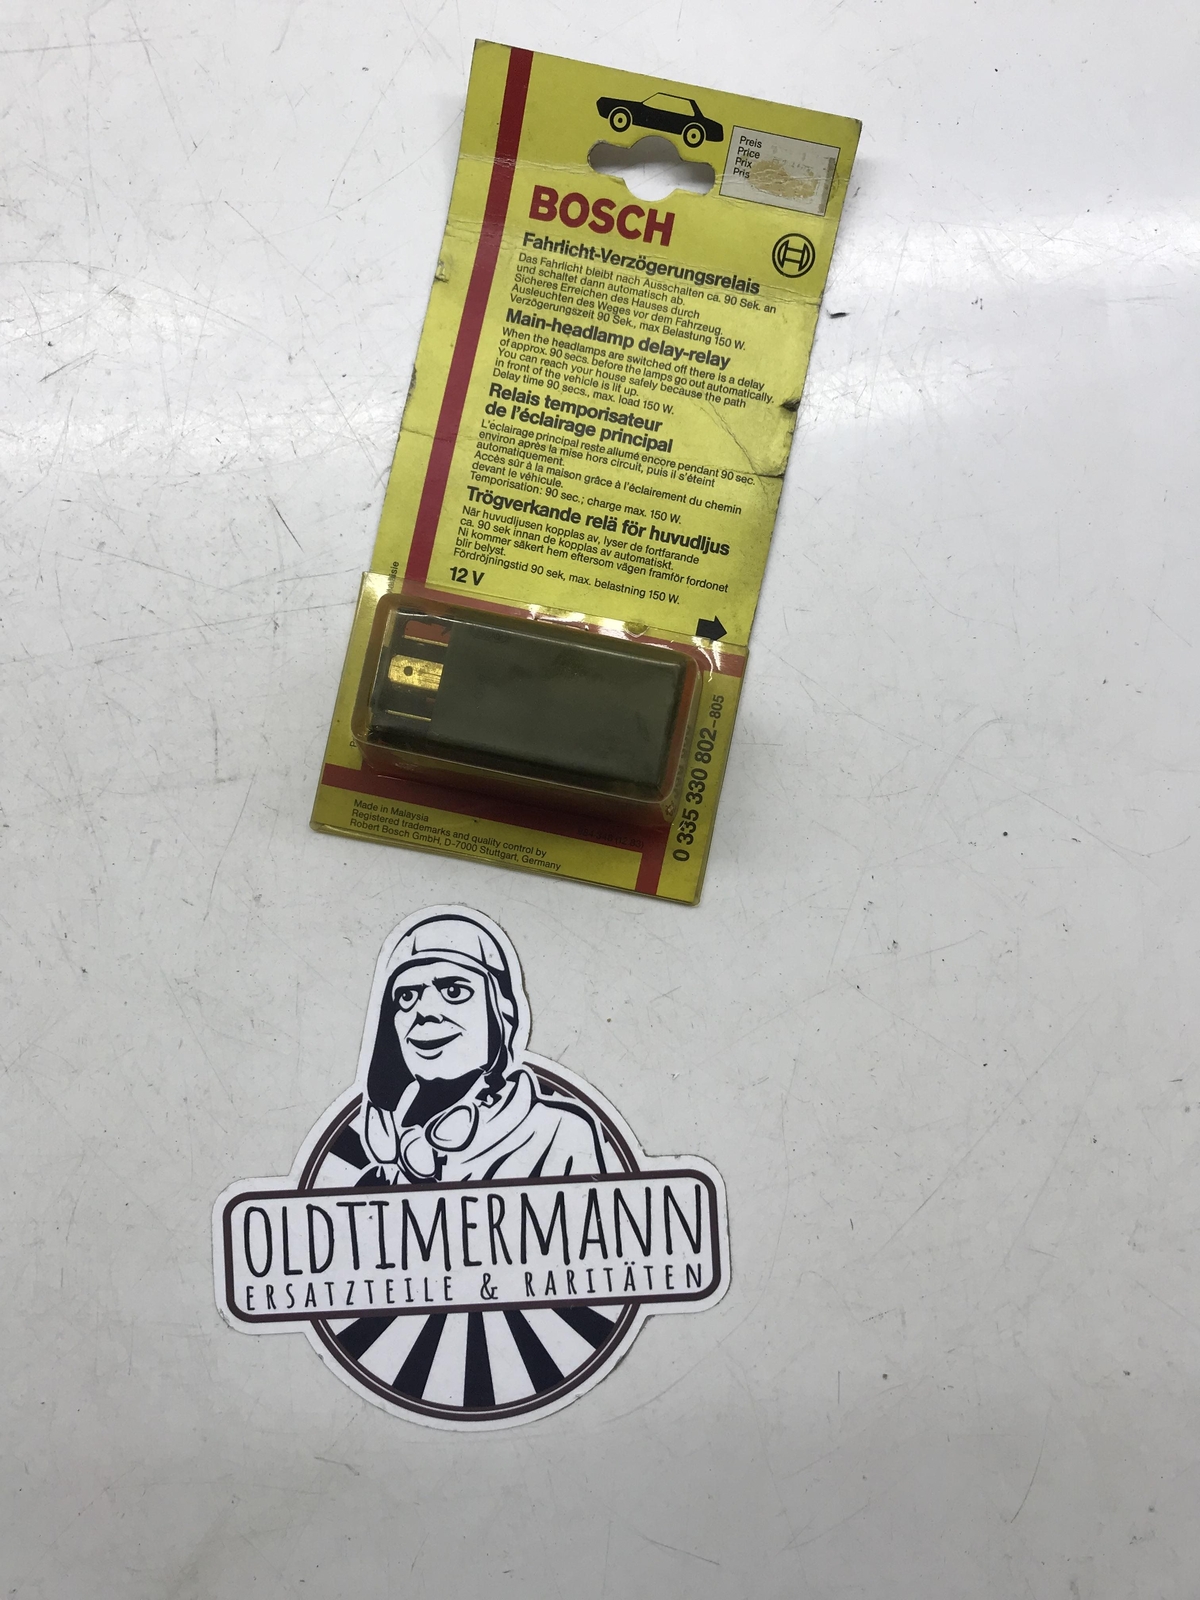 Preis
Price
Prix
Pris
BOSCH
Fahrlicht-Verzögerungsrelais
Das Fahrlicht bleibt nach Ausschalten ca. 90 Sek. an
und schaltet dann automatisch ab.
Sicheres Erreichen des Hauses durch
Ausleuchten des Weges vor dem Fahrzeug.
Verzögerungszeit 90 Sek., max Belastung 150 W.
Main-headlamp delay-relay
When the headlamps are switched off there is a delay
of approx. 90 secs. before the lamps go out automatically.
You can reach your house safely because the path
in front of the vehicle is lit up.
Delay time 90 secs., max. load 150 W.
Relais temporisateur
de l'éclairage principal
L'éclairage principal reste allumé encore pendant 90 sec.
environ après la mise hors circuit, puis il s'éteint
automatiquement.
Accès sûr à la maison grâce à l'éclairement du chemin
devant le véhicule.
Temporisation: 90 sec.; charge max. 150 W.
Trögverkande relä för huvudljus
När huvudljusen kopplas av, lyser de fortfarande
ca. 90 sek innan de kopplas av automatiskt.
Ni kommer säkert hem eftersom vägen framför fordonet
blir belyst.
Fördröjningstid 90 sek, max. belastning 150 W.
12 V
0 335 330 802-805
Made in Malaysia
Registered trademarks and quality control by
Robert Bosch GmbH, D-7000 Stuttgart, Germany
OLDTIMERMANN
ERSATZTEILE & RARITÄTEN